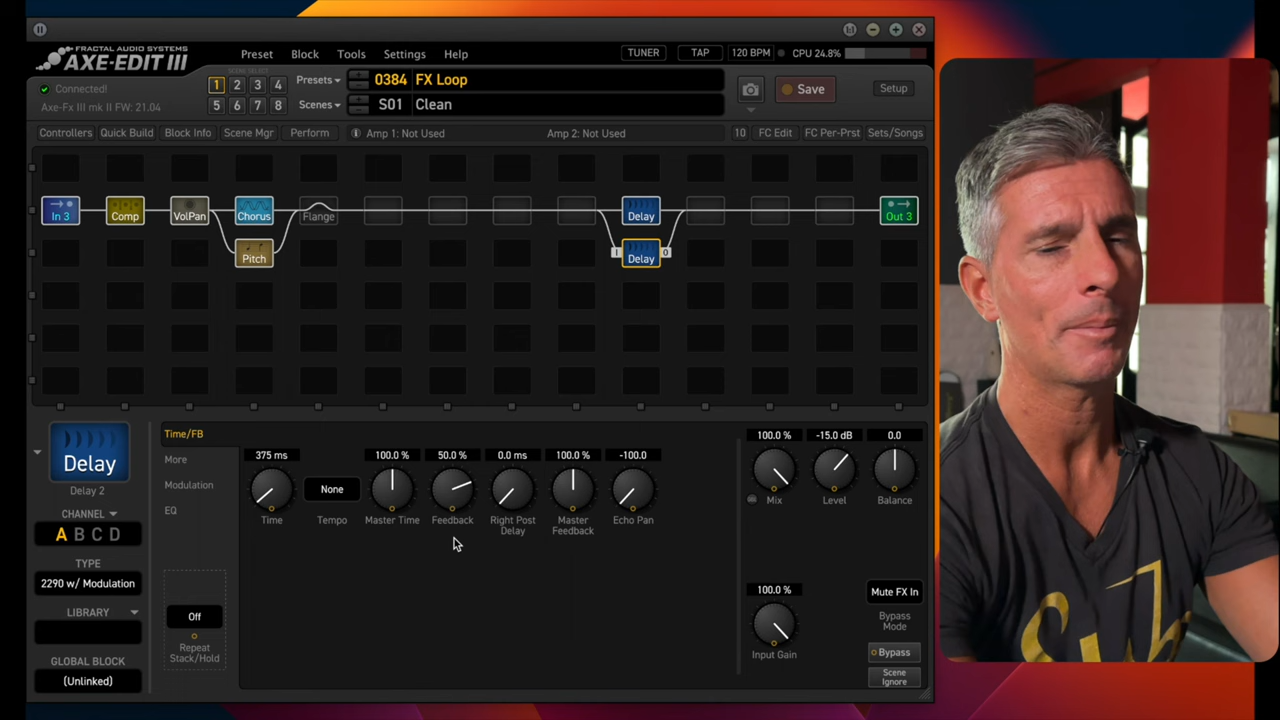 FRACTAL AUDIO SYSTEMS
AXE-EDIT III
Preset Block Tools Settings Help
TUNER TAP 120 BPM CPU 24.8%
Connected!
Axe-Fx III mk II FW: 21.04
SCENE SELECT
1 2 3 4
5 6 7 8
Presets 0384 FX Loop
Scenes S01 Clean
Save
Setup
Controllers Quick Build Block Info Scene Mgr Perform Amp 1: Not Used Amp 2: Not Used 10 FC Edit FC Per-Prst Sets/Songs
In 3 Comp VolPan Chorus Flange Delay Out 3
Pitch I Delay O
Delay
Delay 2
CHANNEL
A B C D
TYPE
2290 w/ Modulation
LIBRARY
GLOBAL BLOCK
(Unlinked)
Time/FB
More
Modulation
EQ
Off
Repeat
Stack/Hold
375 ms 100.0 % 50.0 % 0.0 ms 100.0 % -100.0
None
Time Tempo Master Time Feedback Right Post Delay Master Feedback Echo Pan
100.0 % -15.0 dB 0.0
Mix Level Balance
100.0 %
Input Gain
Mute FX In
Bypass
Mode
Bypass
Scene
Ignore